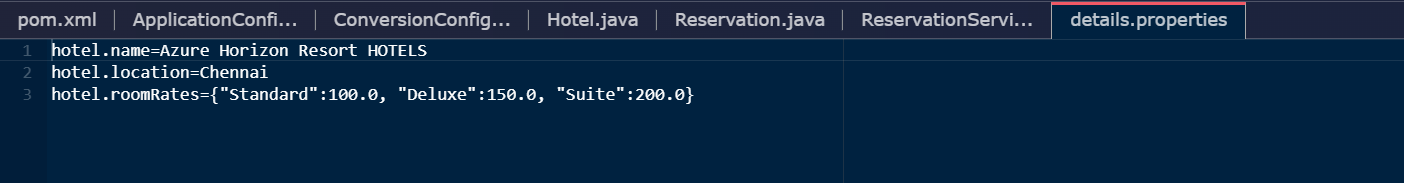 pom.xml ApplicationConfi... ConversionConfig... Hotel.java Reservation.java ReservationServi... details.properties
1 hotel.name=Azure Horizon Resort HOTELS
2 hotel.location=Chennai
3 hotel.roomRates={"Standard":100.0, "Deluxe":150.0, "Suite":200.0}